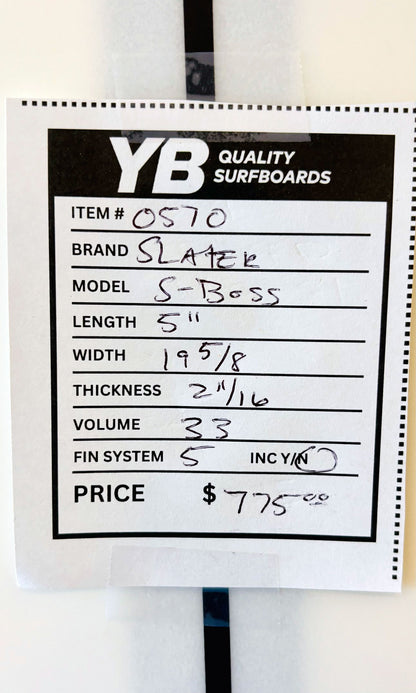 YB QUALITY SURFBOARDS
ITEM # 0570
BRAND SLATER
MODEL S-BOSS
LENGTH 5"
WIDTH 19 5/8
THICKNESS 2 11/16
VOLUME 33
FIN SYSTEM 5 INC Y/N
PRICE $775.00